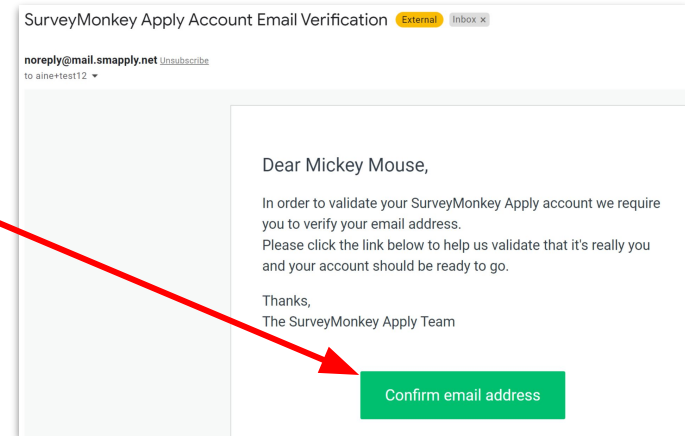 SurveyMonkey Apply Account Email Verification External Inbox x
noreply@mail.smapply.net Unsubscribe
to aine+test12
Dear Mickey Mouse,
In order to validate your SurveyMonkey Apply account we require
you to verify your email address.
Please click the link below to help us validate that it's really you
and your account should be ready to go.
Thanks,
The SurveyMonkey Apply Team
Confirm email address